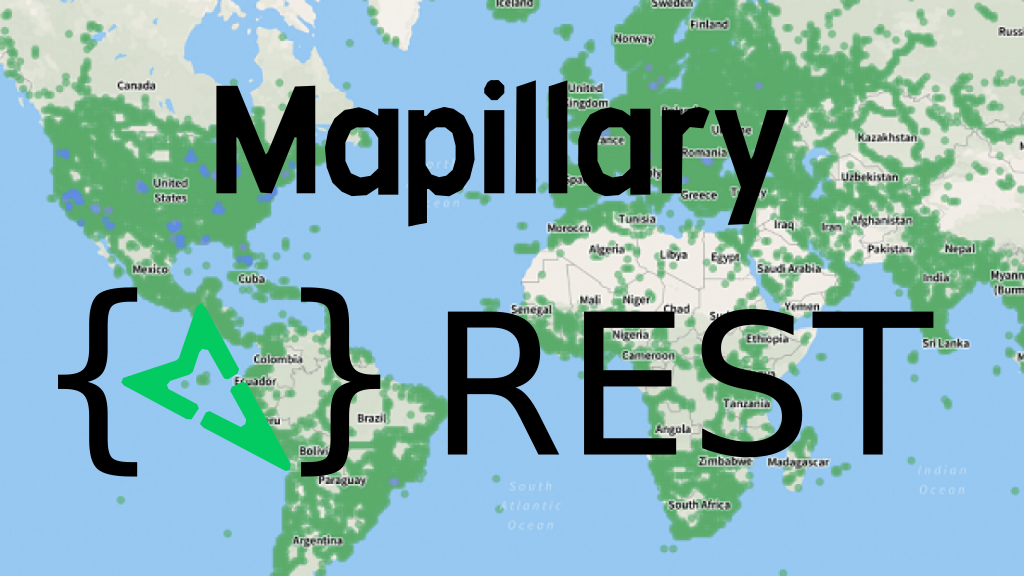 Iceland
Sweden
Finland
Russ
Norway
Canada
United
Kingdom
Mapillary
Kazakhstan
Romania
Uzbekistan
United
States
Greece
Tunisia
Morocco
Iraq
Iran
Afghanistan
Algeria
Libya
Egypt
Pakistan
Nepal
Mexico
Cuba
Saudi Arabia
India
Myanm
(Burm
Mali
Niger
Chad
Yemen
Senegal
Nigeria
Ethiopia
Sri Lanka
{ } REST
Cameroon
Colombia
Ecuador
Tanzania
Brazil
Angola
Zimbabwe
Madagascar
Paraguay
Indian
Ocean
South
Atlantic
Ocean
South Africa
Argentina